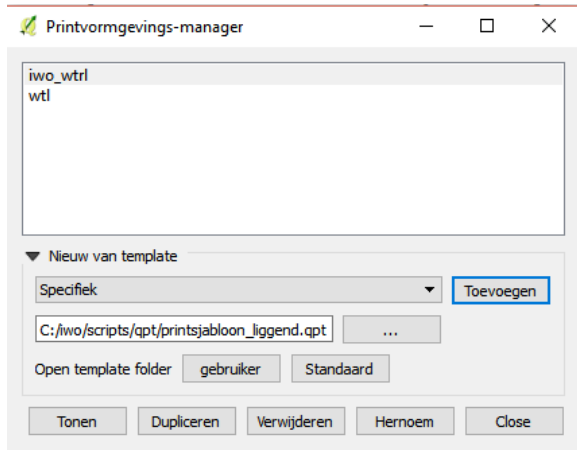 Printvormgevings-manager
iwo_wtrl
wtl
Nieuw van template
Specifiek Toevoegen
C:/iwo/scripts/qpt/printsjabloon_liggend.qpt ...
Open template folder gebruiker Standaard
Tonen Dupliceren Verwijderen Hernoem Close